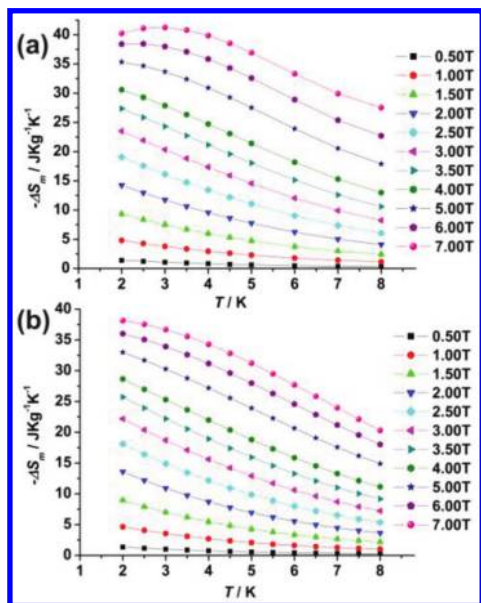 (a)
40
35
30
25
20
15
10
5
0
-ΔSm / JKg-1K-1
1 2 3 4 5 6 7 8
T / K
0.50T
1.00T
1.50T
2.00T
2.50T
3.00T
3.50T
4.00T
5.00T
6.00T
7.00T
(b)
40
35
30
25
20
15
10
5
0
-ΔSm / JKg-1K-1
1 2 3 4 5 6 7 8
T / K
0.50T
1.00T
1.50T
2.00T
2.50T
3.00T
3.50T
4.00T
5.00T
6.00T
7.00T